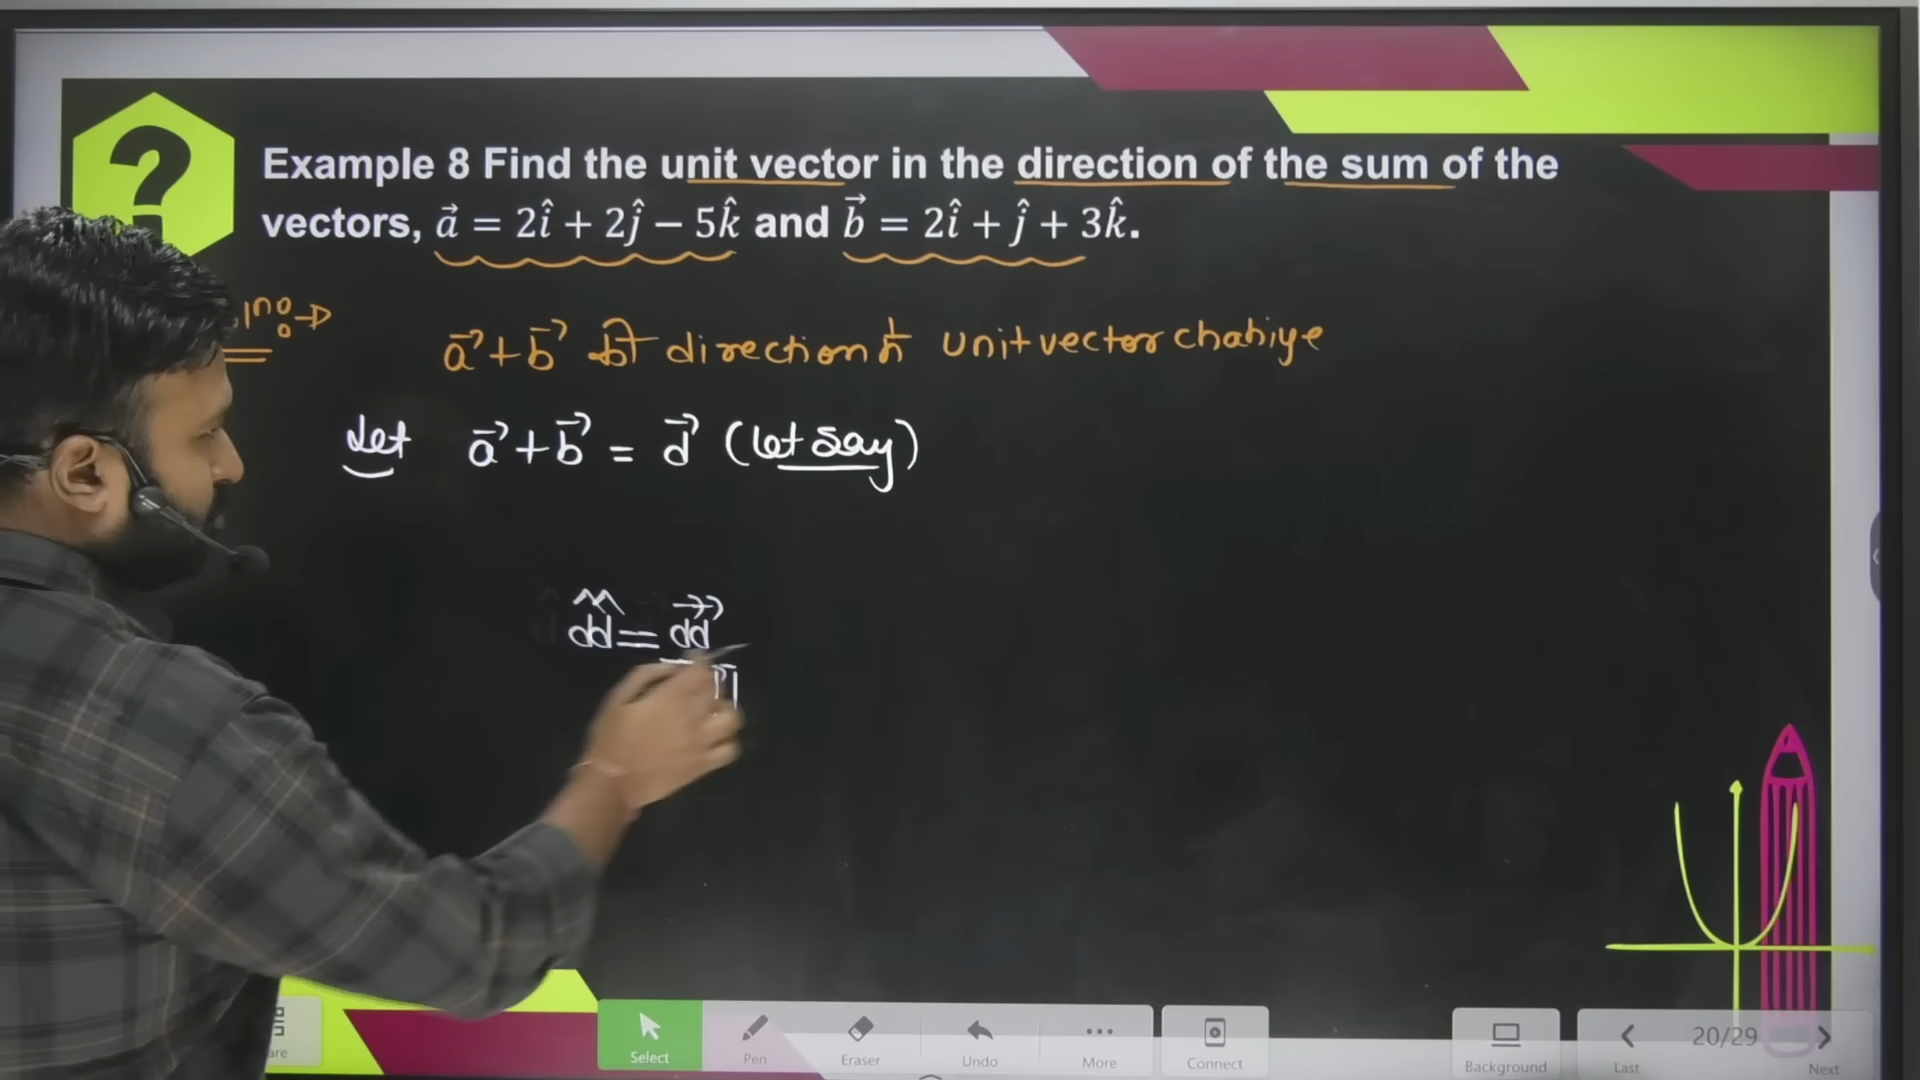 ?
Example 8 Find the unit vector in the direction of the sum of the
vectors, a⃗ = 2î + 2ĵ − 5k̂ and b⃗ = 2î + ĵ + 3k̂.
a⃗ + b⃗ की direction में unit vector chahiye
Let a⃗ + b⃗ = d⃗ (let say)
d̂ = d⃗
Select
Pen
Eraser
Undo
More
Connect
Background
Last
20/29
Next